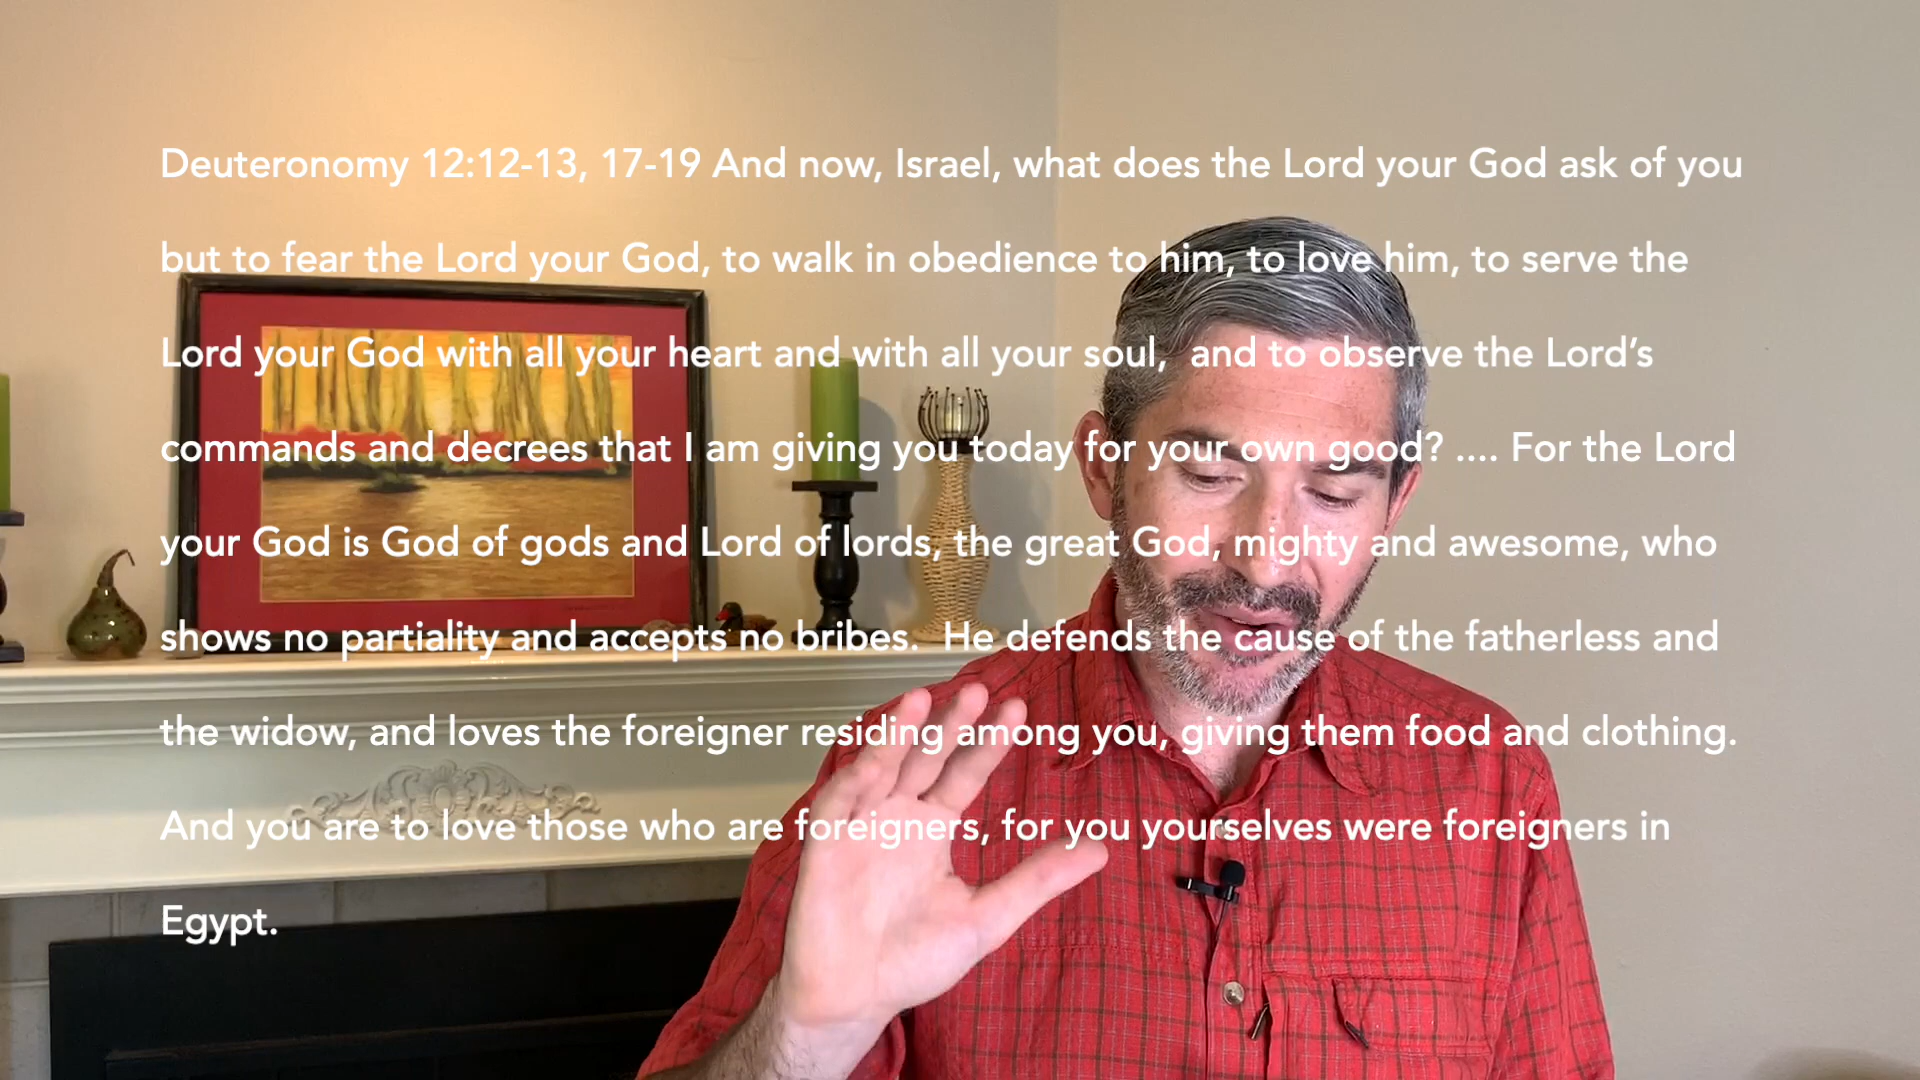 Deuteronomy 12:12-13, 17-19 And now, Israel, what does the Lord your God ask of you
but to fear the Lord your God, to walk in obedience to him, to love him, to serve the
Lord your God with all your heart and with all your soul,  and to observe the Lord’s
commands and decrees that I am giving you today for your own good? .... For the Lord
your God is God of gods and Lord of lords, the great God, mighty and awesome, who
shows no partiality and accepts no bribes.  He defends the cause of the fatherless and
the widow, and loves the foreigner residing among you, giving them food and clothing.
And you are to love those who are foreigners, for you yourselves were foreigners in
Egypt.